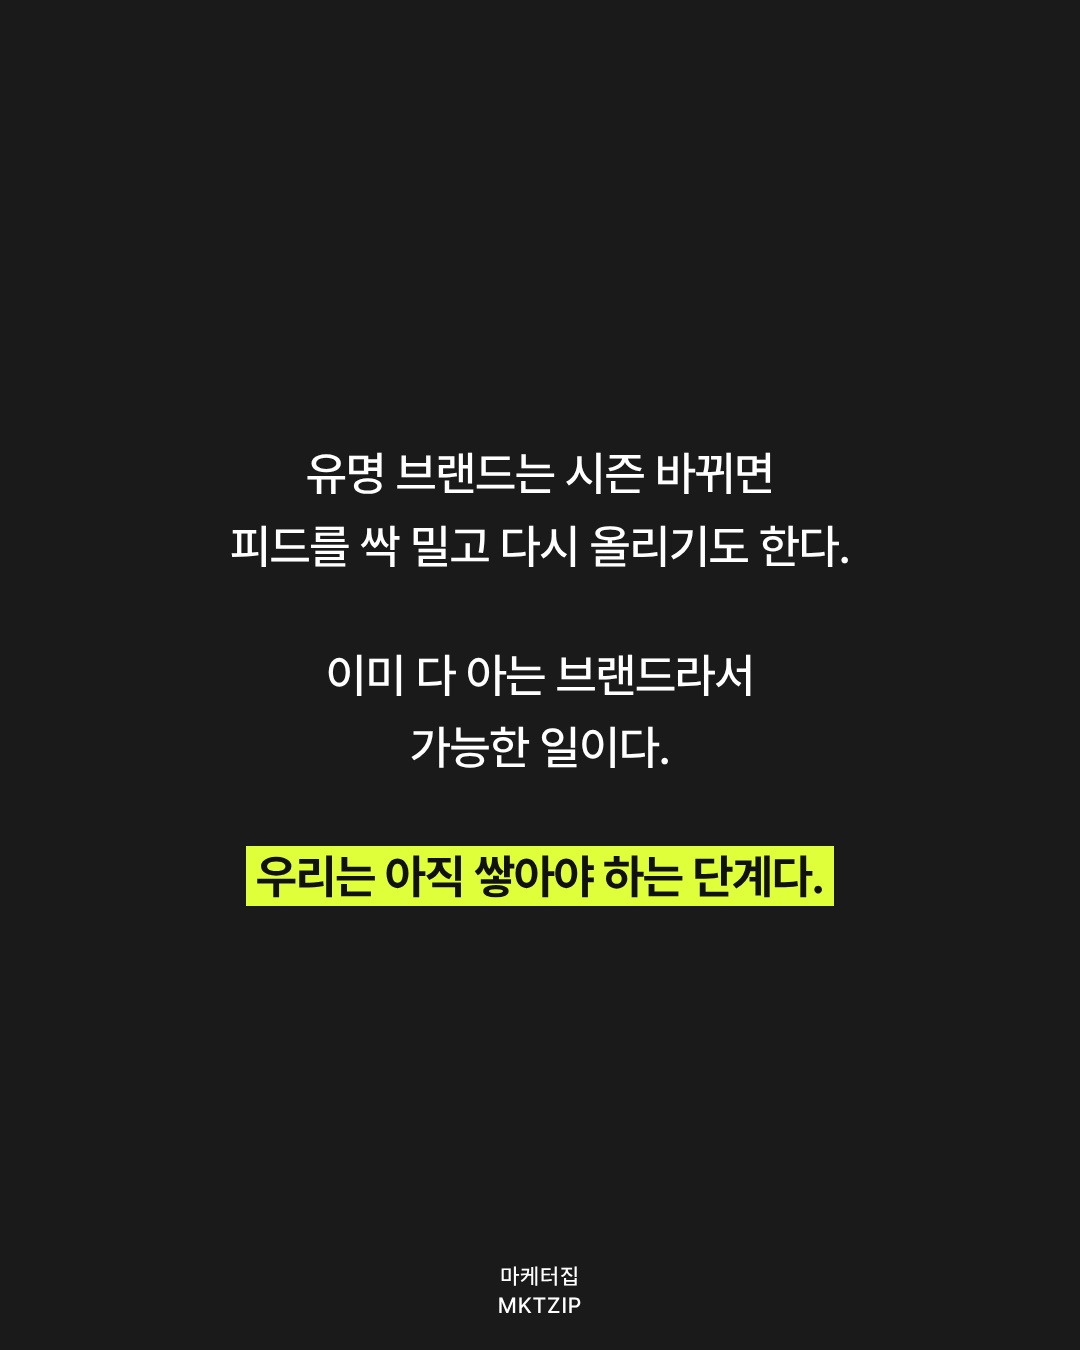 유명 브랜드는 시즌 바뀌면
피드를 싹 밀고 다시 올리기도 한다.
이미 다 아는 브랜드라서
가능한 일이다.
우리는 아직 쌓아야 하는 단계다.
마케터집
MKTZIP